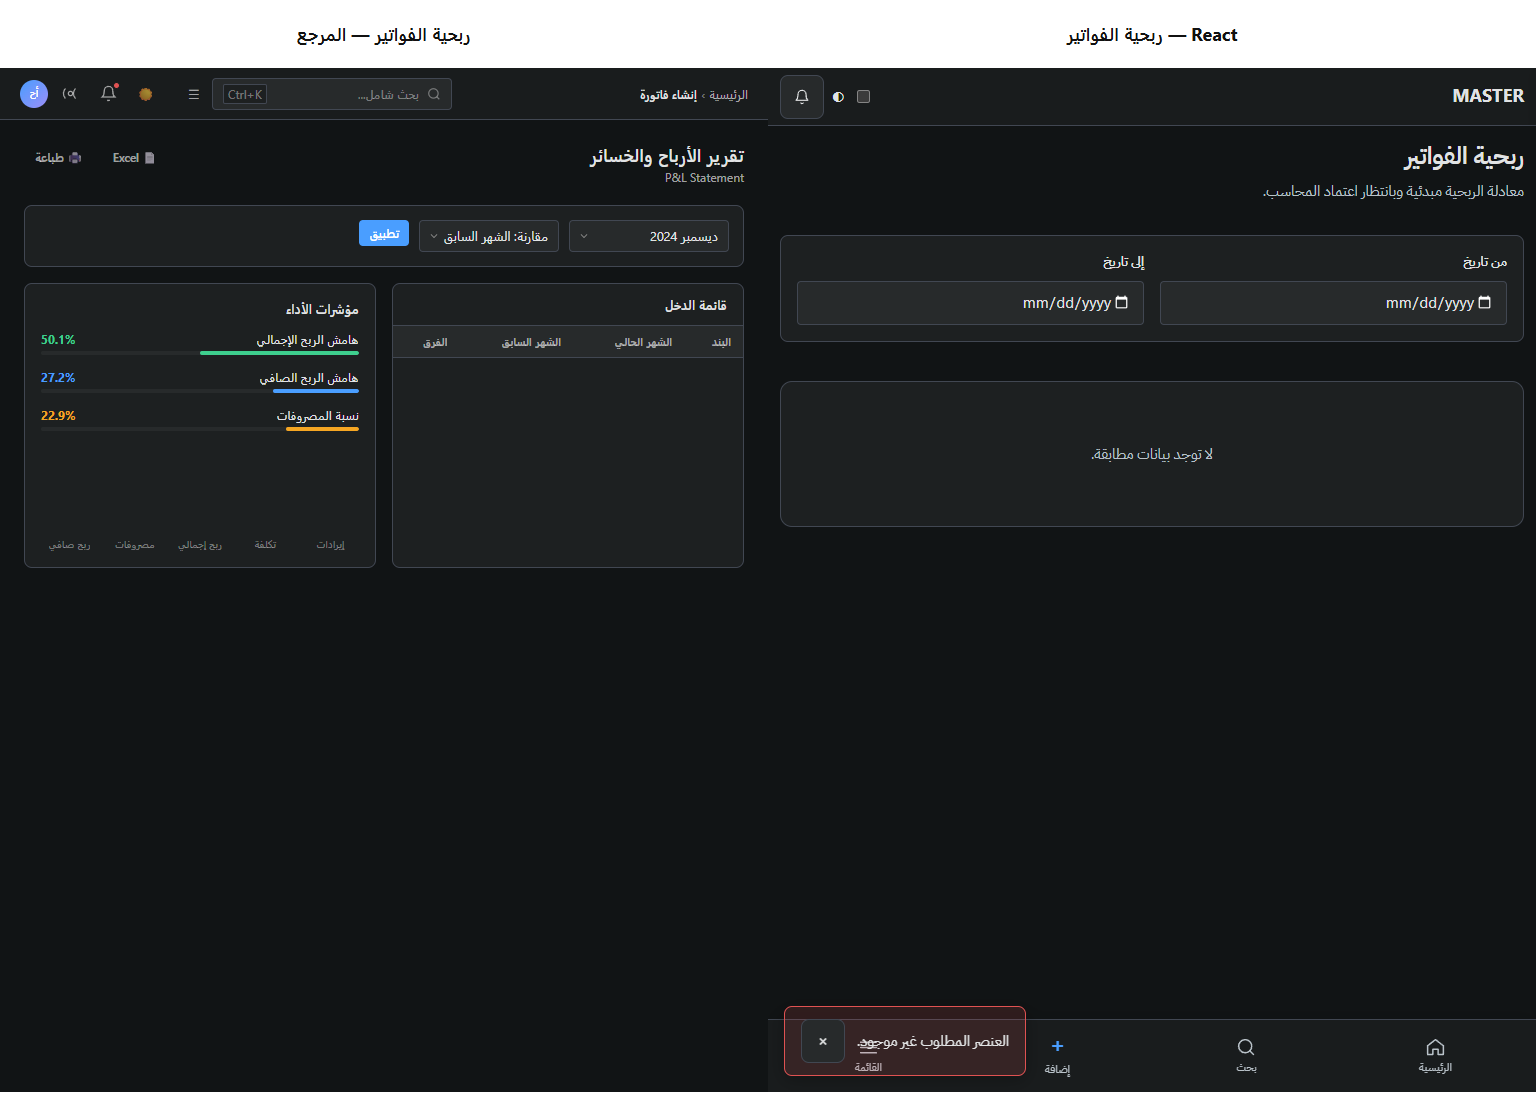 ربحية الفواتير — React
MASTER
ربحية الفواتير
معادلة الربحية مبدئية وبانتظار اعتماد المحاسب.
من تاريخ
إلى تاريخ
mm/dd/yyyy
mm/dd/yyyy
لا توجد بيانات مطابقة.
العنصر المطلوب غير موجود.
×
الرئيسية
بحث
+
إضافة
القائمة
ربحية الفواتير — المرجع
الرئيسية › إنشاء فاتورة
بحث شامل...
Ctrl+K
أح
تقرير الأرباح والخسائر
P&L Statement
Excel
طباعة
ديسمبر 2024
مقارنة: الشهر السابق
تطبيق
قائمة الدخل
البند الشهر الحالي الشهر السابق الفرق
مؤشرات الأداء
هامش الربح الإجمالي 50.1%
هامش الربح الصافي 27.2%
نسبة المصروفات 22.9%
إيرادات تكلفة ربح إجمالي مصروفات ربح صافي